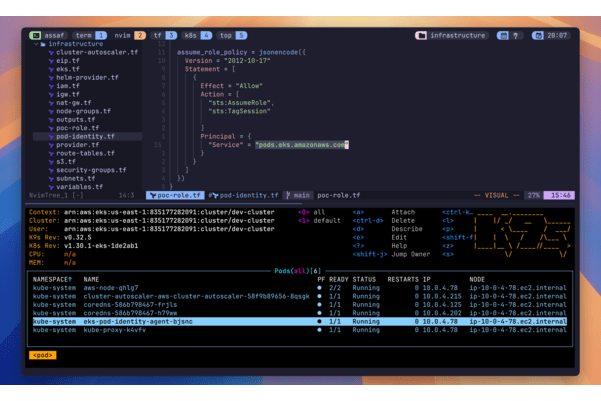 assaf term 1 nvim 2 tf 3 k8s 4 top 5 infrastructure 20:07
infrastructure
cluster-autoscaler.tf
eip.tf
eks.tf
helm-provider.tf
iam.tf
igw.tf
nat-gw.tf
node-groups.tf
outputs.tf
poc-role.tf
pod-identity.tf
provider.tf
route-tables.tf
s3.tf
security-groups.tf
subnets.tf
variables.tf
NvimTree_1 [-] 14:3
assume_role_policy = jsonencode({
Version = "2012-10-17"
Statement = [
{
Effect = "Allow"
Action = [
"sts:AssumeRole",
"sts:TagSession"
]
Principal = {
"Service" = "pods.eks.amazonaws.com"
}
}
]
})
}
poc-role.tf pod-identity.tf main poc-role.tf -- VISUAL -- 27% 15:46
Context: arn:aws:eks:us-east-1:835177282091:cluster/dev-cluster <0> all <a> Attach <ctrl-k…
Cluster: arn:aws:eks:us-east-1:835177282091:cluster/dev-cluster <1> default <ctrl-d> Delete <l>
User: arn:aws:eks:us-east-1:835177282091:cluster/dev-cluster <d> Describe <p>
K9s Rev: v0.32.5 <e> Edit <shift-f>
K8s Rev: v1.30.1-eks-1de2ab1 <?> Help <z>
CPU: n/a <shift-j> Jump Owner <s>
MEM: n/a
Pods(all)[6]
NAMESPACE↑ NAME PF READY STATUS RESTARTS IP NODE
kube-system aws-node-qhlg7 ● 2/2 Running 0 10.0.4.78 ip-10-0-4-78.ec2.internal
kube-system cluster-autoscaler-aws-cluster-autoscaler-58f9b89656-8qsgk ● 1/1 Running 0 10.0.4.215 ip-10-0-4-78.ec2.internal
kube-system coredns-586b798467-frjls ● 1/1 Running 0 10.0.4.124 ip-10-0-4-78.ec2.internal
kube-system coredns-586b798467-h79ww ● 1/1 Running 0 10.0.4.202 ip-10-0-4-78.ec2.internal
kube-system eks-pod-identity-agent-bjsnc ● 1/1 Running 0 10.0.4.78 ip-10-0-4-78.ec2.internal
kube-system kube-proxy-k4vfv ● 1/1 Running 0 10.0.4.78 ip-10-0-4-78.ec2.internal
<pod>